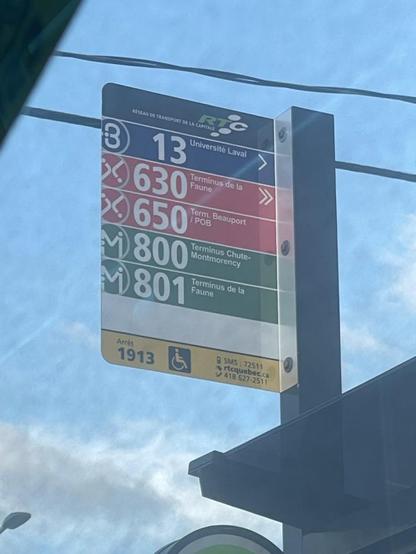 RÉSEAU DE TRANSPORT DE LA CAPITALE
RTC
B 13 Université Laval
X 630 Terminus de la
Faune
X 650 Term. Beauport
/ POB
M 800 Terminus Chute-
Montmorency
M 801 Terminus de la
Faune
Arrêt
1913
SMS : 72511
rtcquebec.ca
418 627-2511